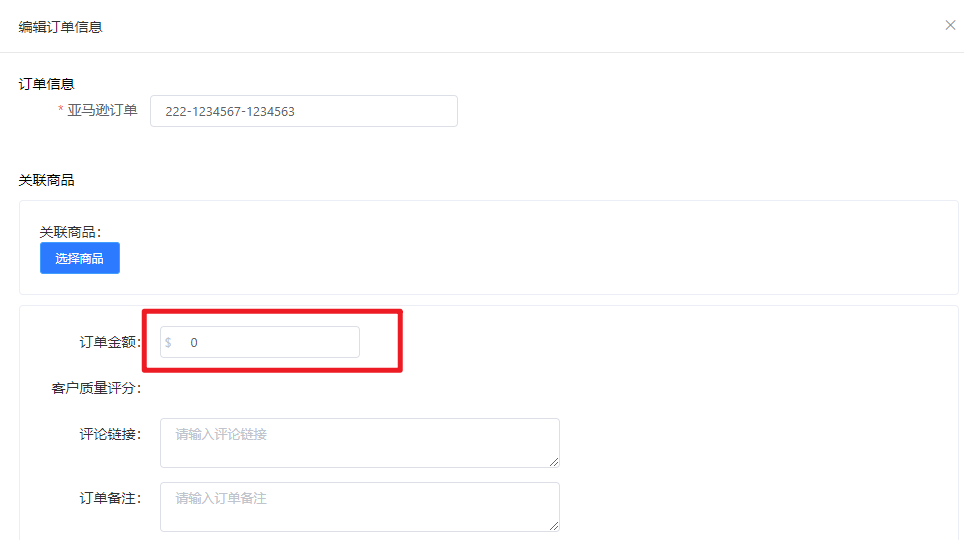 编辑订单信息
订单信息
* 亚马逊订单 222-1234567-1234563
关联商品
关联商品：
选择商品
订单金额： $ 0
客户质量评分：
评论链接： 请输入评论链接
订单备注： 请输入订单备注